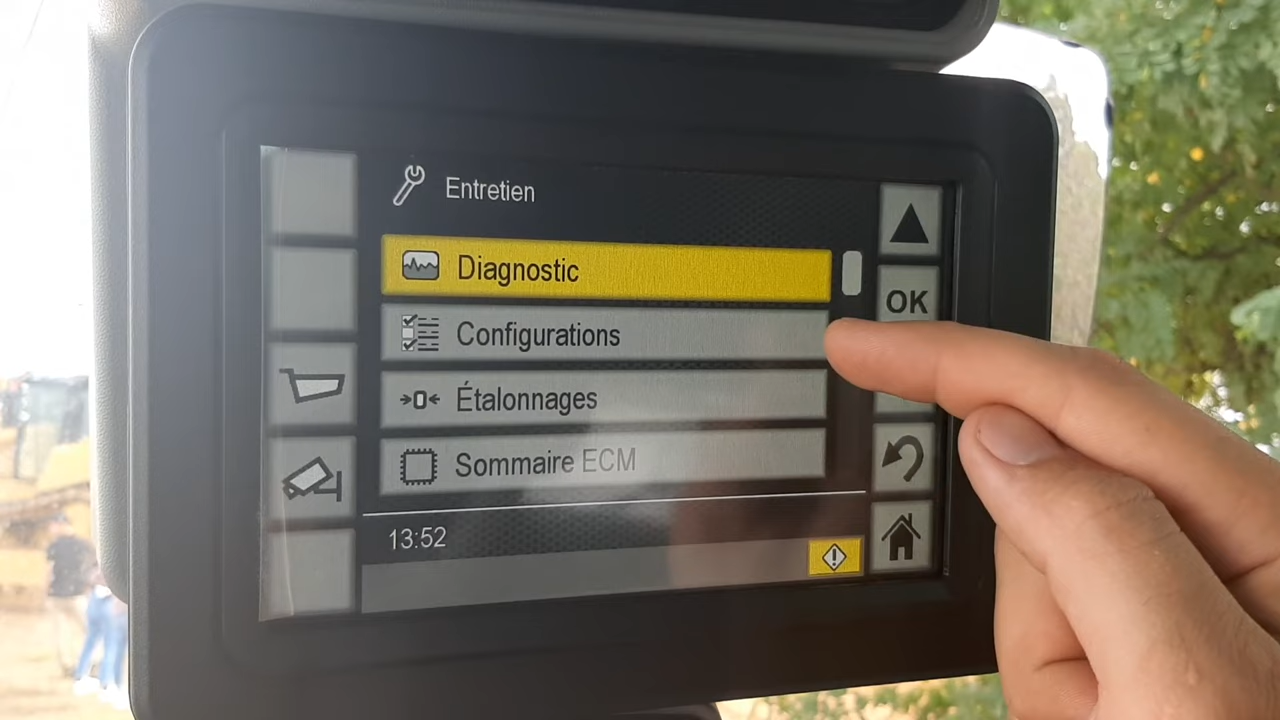 Entretien
Diagnostic
OK
Configurations
Étalonnages
Sommaire ECM
13:52